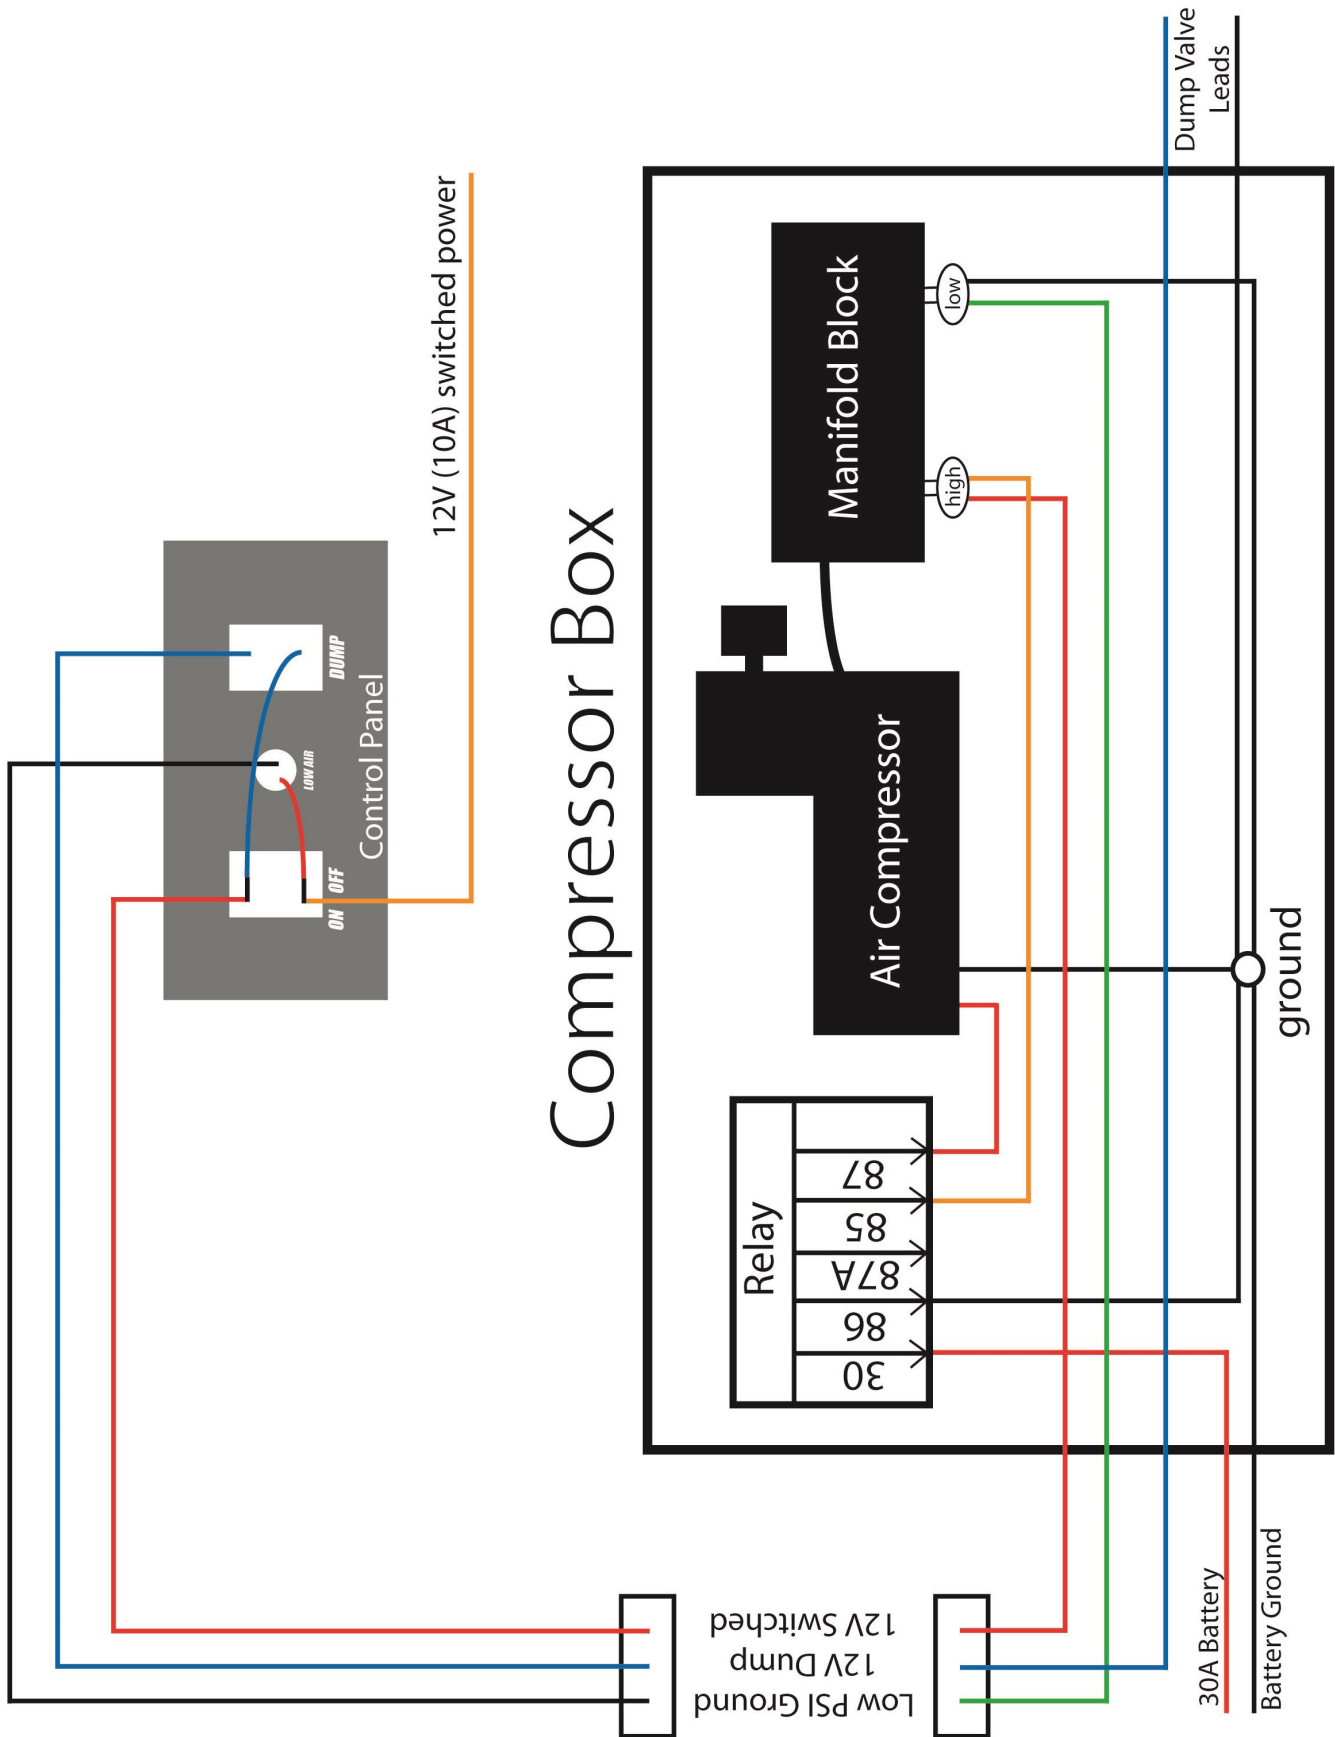 Dump Valve
Leads
12V (10A) switched power
DUMP
LOW AIR
ON OFF
Control Panel
Compressor Box
Manifold Block
low
high
Air Compressor
ground
Relay
87
85
87A
86
30
12V Switched
12V Dump
Low PSI Ground
30A Battery
Battery Ground